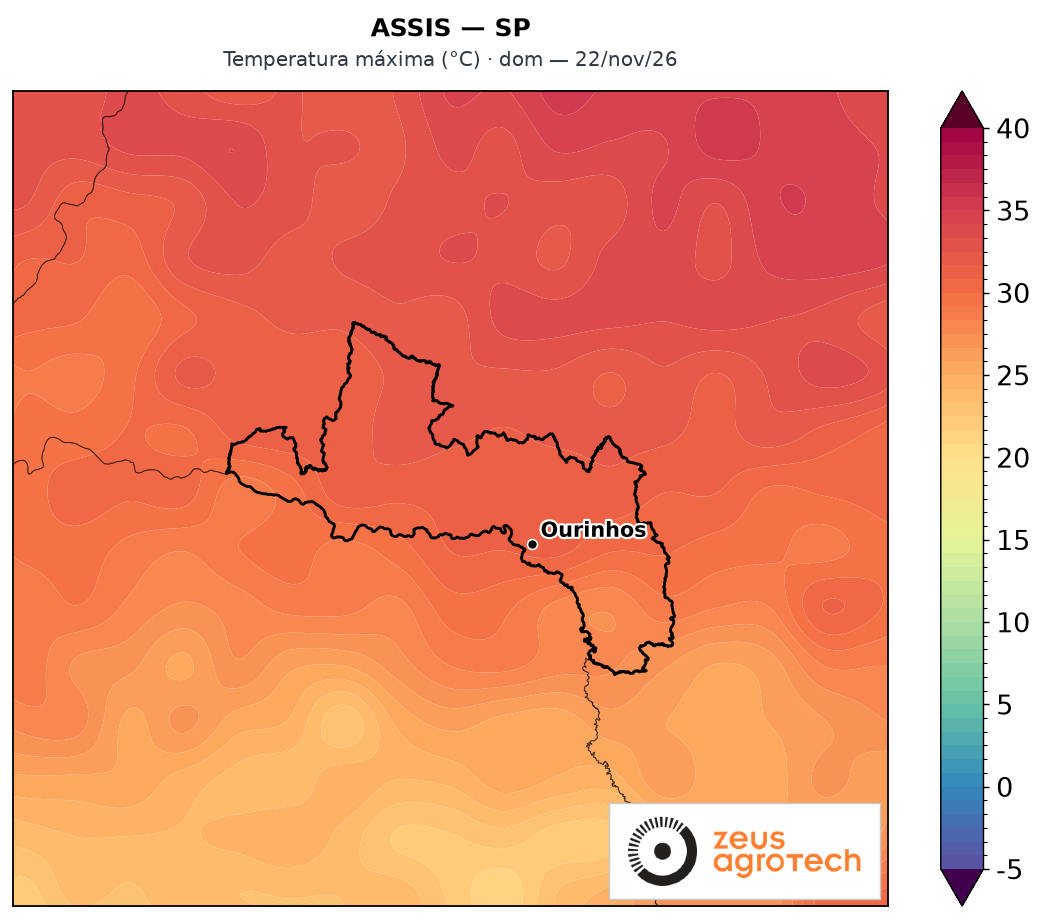 ASSIS — SP
Temperatura máxima (°C) · dom — 22/nov/26
40
35
30
25
20
15
10
5
0
-5
Ourinhos
zeus
agrotech